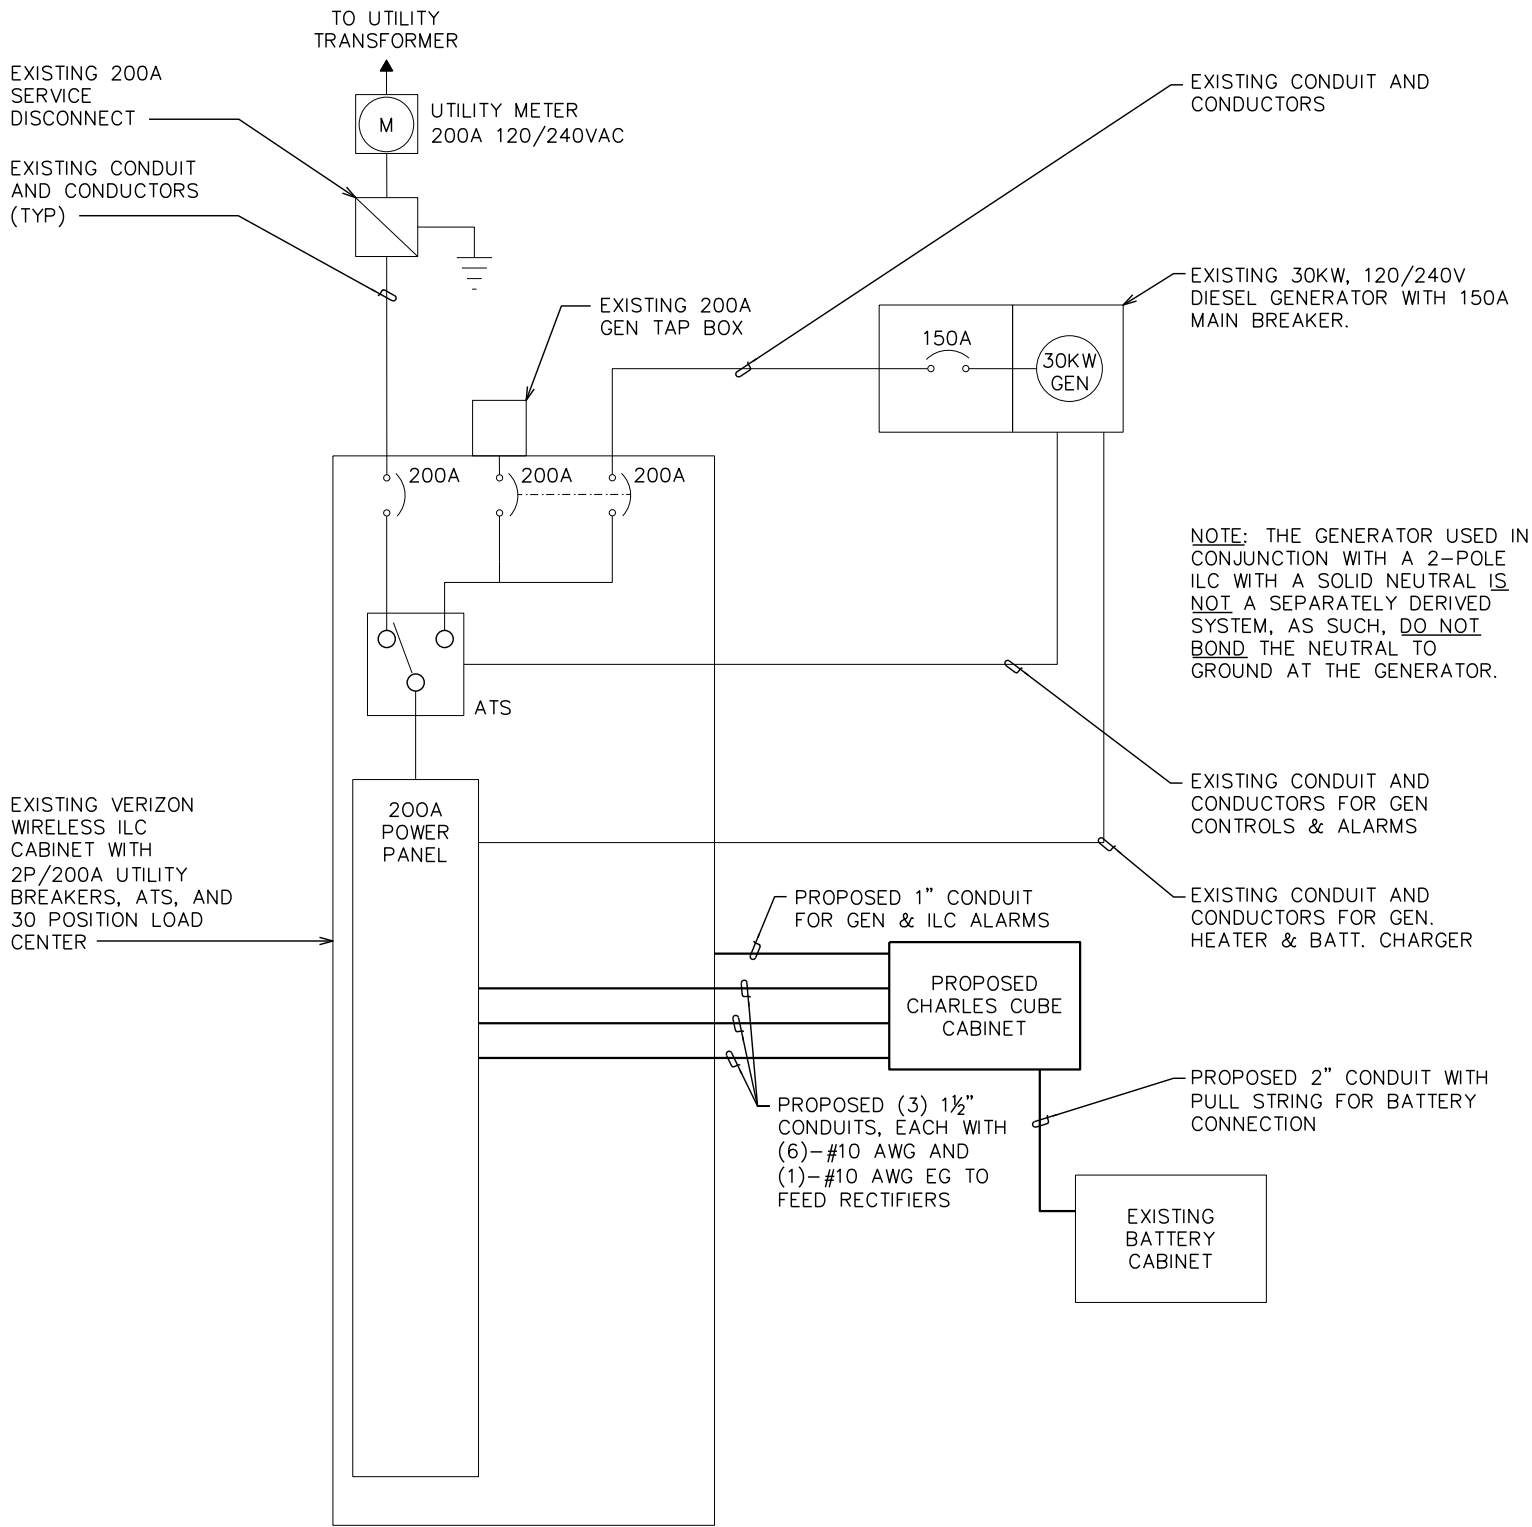 TO UTILITY
TRANSFORMER
EXISTING 200A
SERVICE
DISCONNECT
M
UTILITY METER
200A 120/240VAC
EXISTING CONDUIT AND
CONDUCTORS
EXISTING CONDUIT
AND CONDUCTORS
(TYP)
EXISTING 200A
GEN TAP BOX
EXISTING 30KW, 120/240V
DIESEL GENERATOR WITH 150A
MAIN BREAKER.
150A
30KW
GEN
200A
200A
200A
NOTE: THE GENERATOR USED IN
CONJUNCTION WITH A 2-POLE
ILC WITH A SOLID NEUTRAL IS
NOT A SEPARATELY DERIVED
SYSTEM, AS SUCH, DO NOT
BOND THE NEUTRAL TO
GROUND AT THE GENERATOR.
ATS
EXISTING CONDUIT AND
CONDUCTORS FOR GEN
CONTROLS & ALARMS
EXISTING VERIZON
WIRELESS ILC
CABINET WITH
2P/200A UTILITY
BREAKERS, ATS, AND
30 POSITION LOAD
CENTER
200A
POWER
PANEL
PROPOSED 1" CONDUIT
FOR GEN & ILC ALARMS
EXISTING CONDUIT AND
CONDUCTORS FOR GEN.
HEATER & BATT. CHARGER
PROPOSED
CHARLES CUBE
CABINET
PROPOSED (3) 1½"
CONDUITS, EACH WITH
(6)-#10 AWG AND
(1)-#10 AWG EG TO
FEED RECTIFIERS
PROPOSED 2" CONDUIT WITH
PULL STRING FOR BATTERY
CONNECTION
EXISTING
BATTERY
CABINET